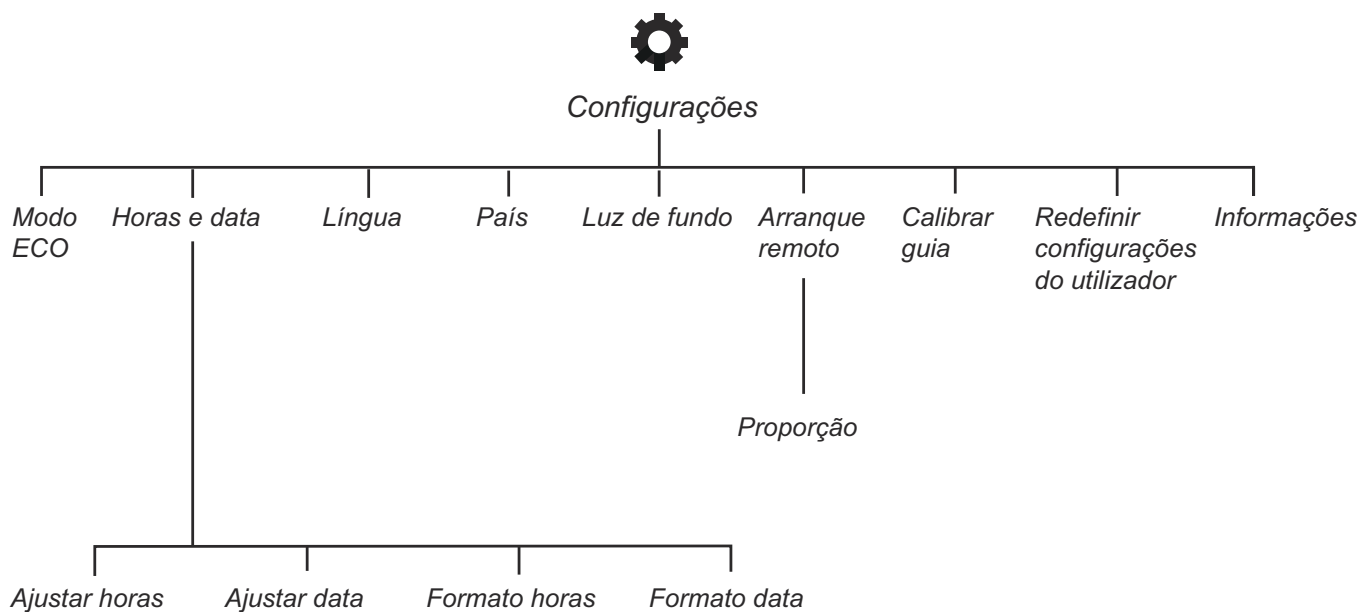 Configurações
Modo
ECO
Horas e data
Língua
País
Luz de fundo
Arranque
remoto
Calibrar
guia
Redefinir
configurações
do utilizador
Informações
Proporção
Ajustar horas
Ajustar data
Formato horas
Formato data